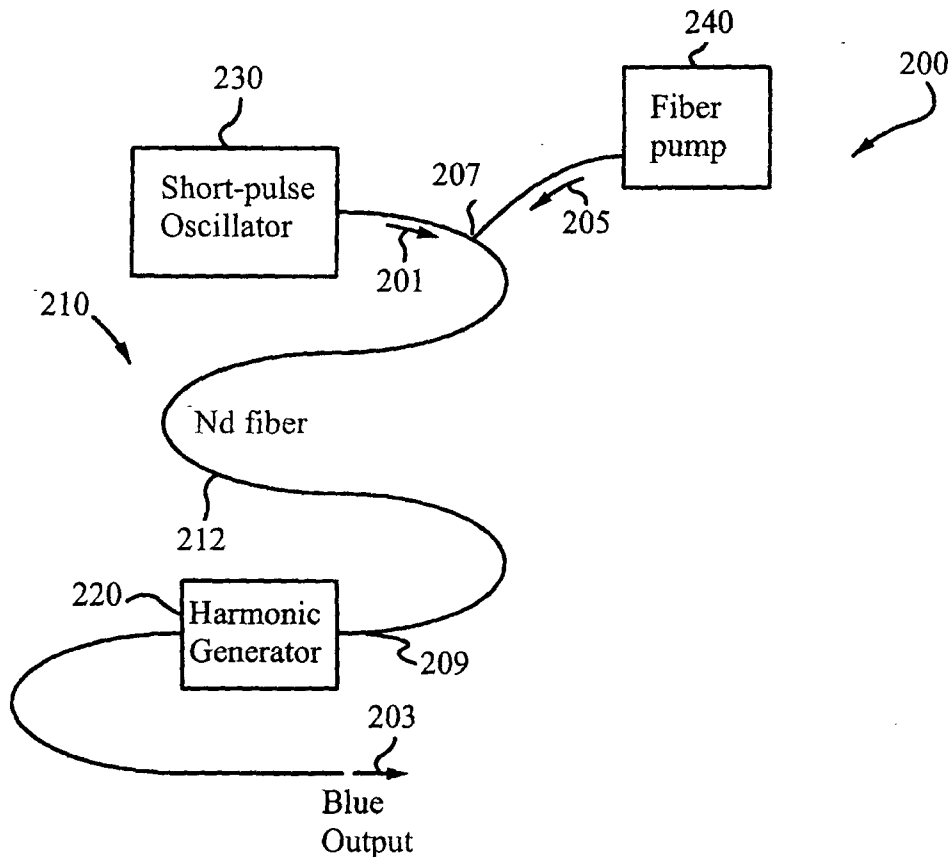 240
200
230
Fiber
pump
207
Short-pulse
Oscillator
205
201
210
Nd fiber
212
220
Harmonic
Generator
209
203
Blue
Output